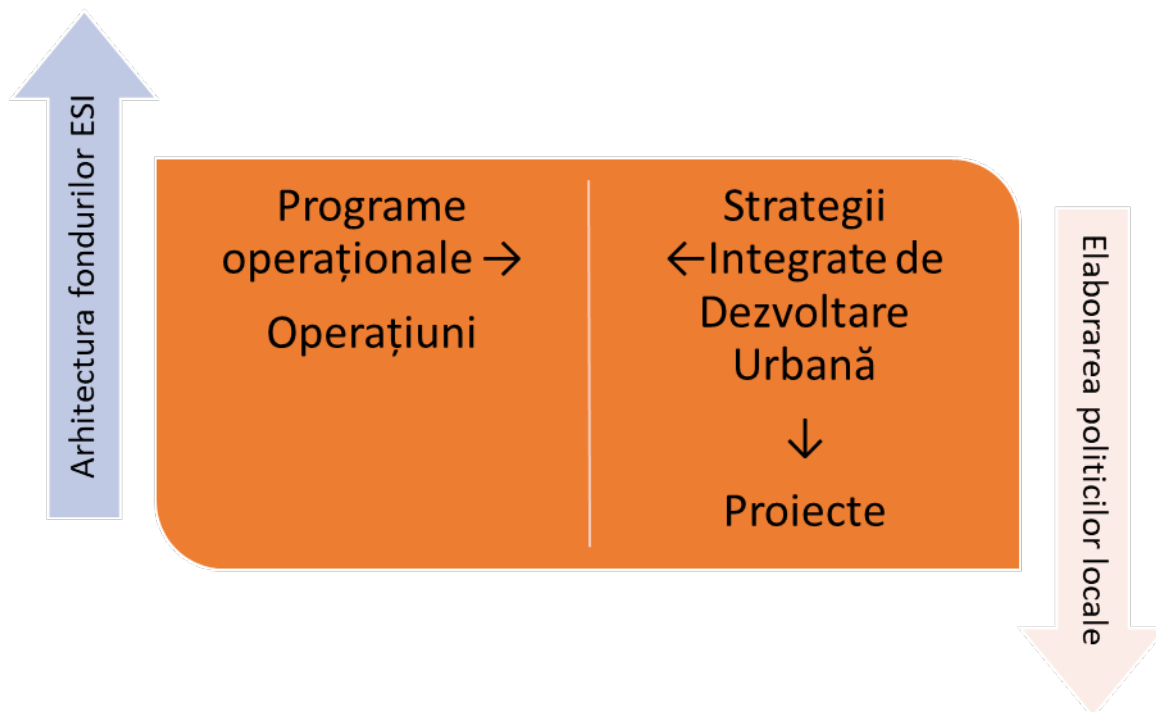 Arhitectura fondurilor ESI
Programe
operaționale →
Operațiuni
Strategii
←Integrate de
Dezvoltare
Urbană
↓
Proiecte
Elaborarea politicilor locale